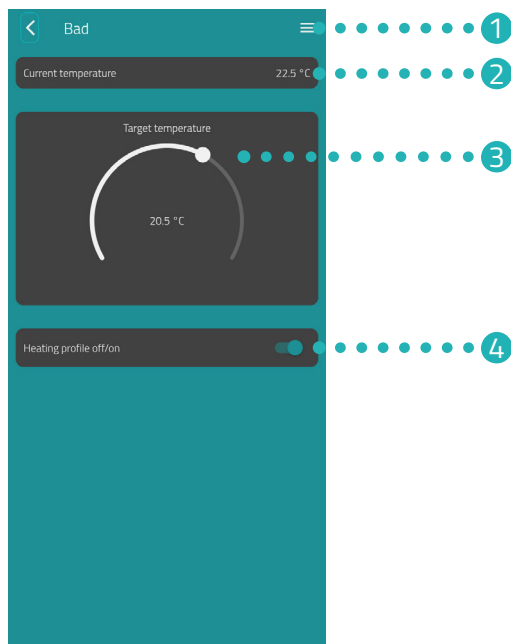 Bad
1
Current temperature 22.5 °C
2
Target temperature
3
20.5 °C
Heating profile off/on
4